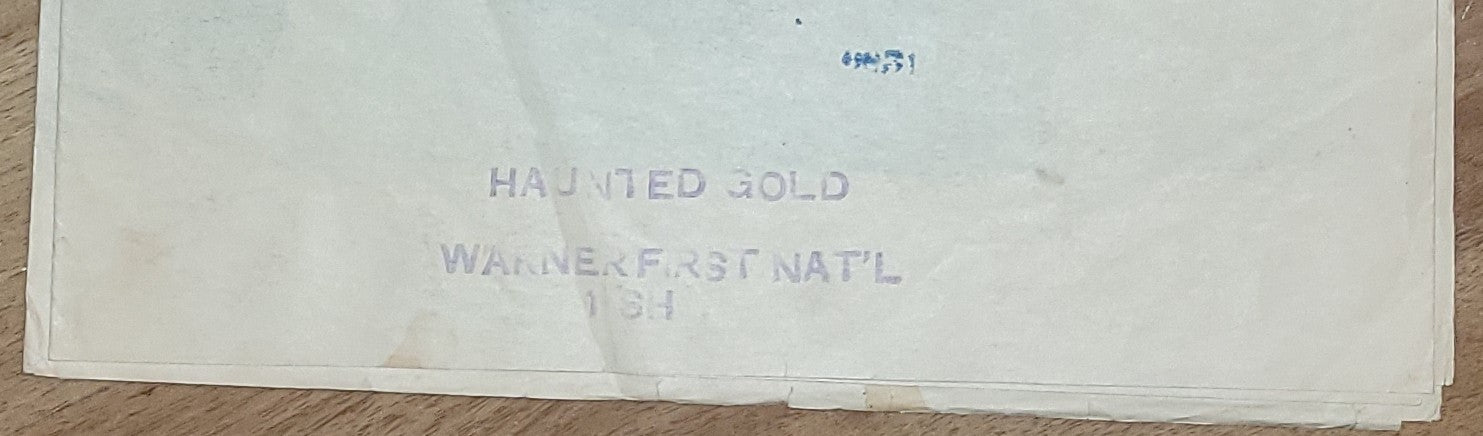 HAUNTED GOLD
WARNER FIRST NAT'L
1 SH